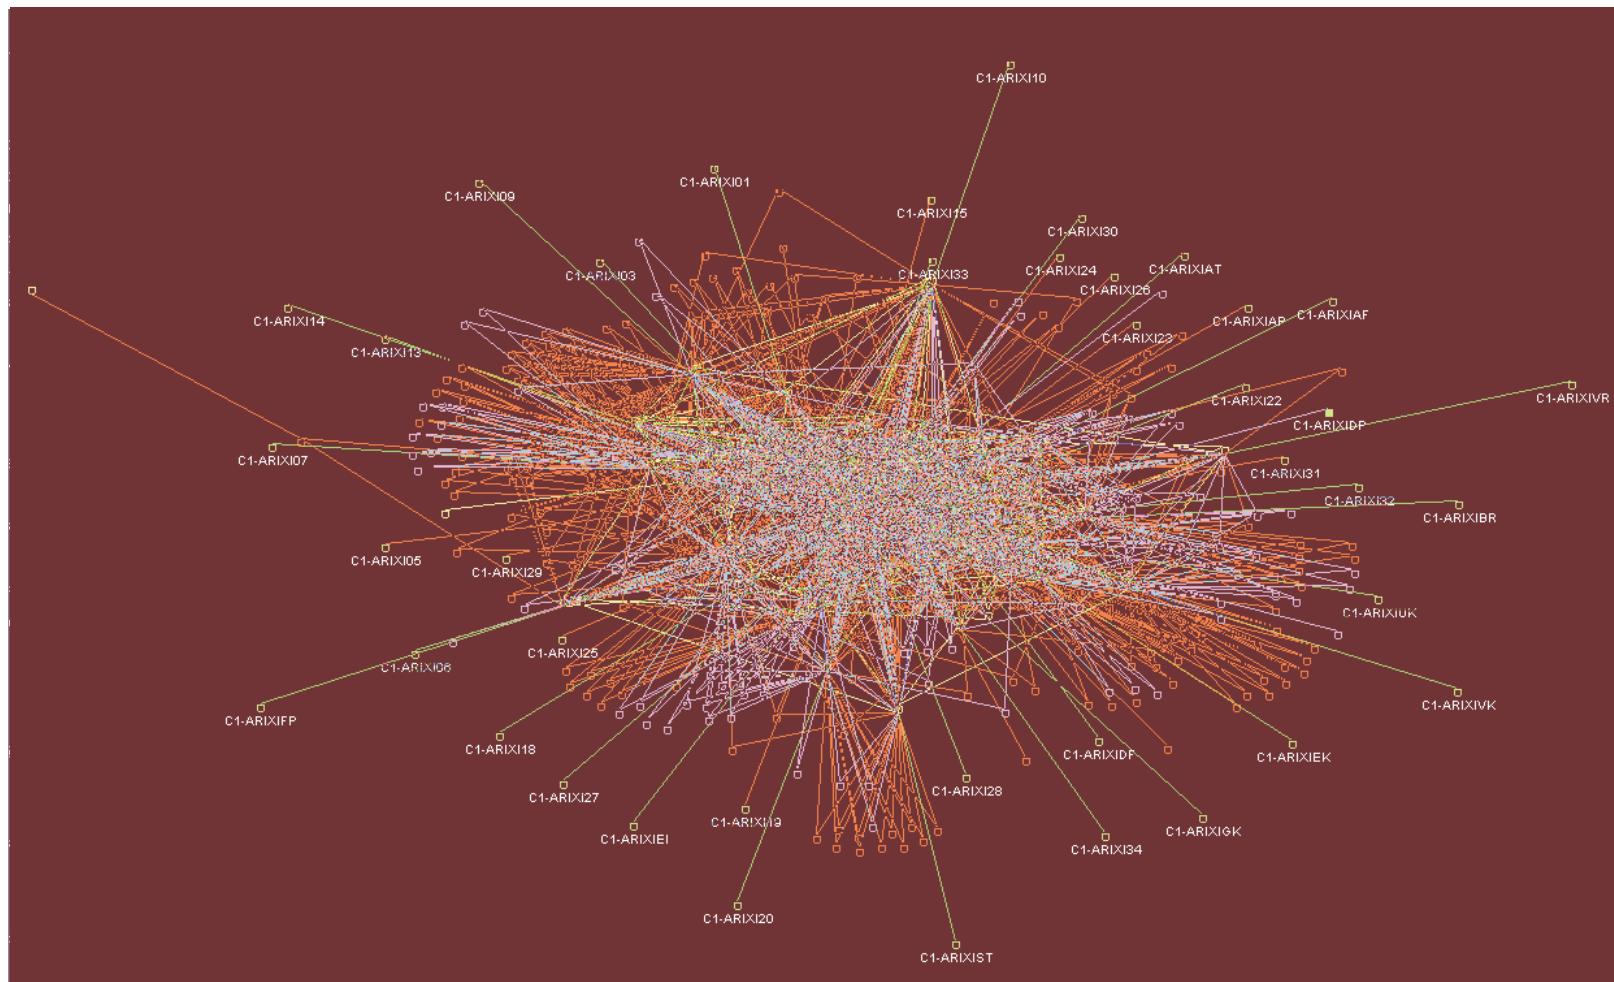 C1-ARIXI10
C1-ARIXI01
C1-ARIXI09
C1-ARIXI15
C1-ARIXI30
C1-ARIXI03
C1-ARIXI33
C1-ARIXI24
C1-ARIXIAT
C1-ARIXI26
C1-ARIXI14
C1-ARIXIAP
C1-ARIXIAF
C1-ARIXI13
C1-ARIXI23
C1-ARIXIVR
C1-ARIXI22
C1-ARIXIDP
C1-ARIXI07
C1-ARIXI31
C1-ARIXI32
C1-ARIXIBR
C1-ARIXI05
C1-ARIXI29
C1-ARIXIUK
C1-ARIXI25
C1-ARIXI06
C1-ARIXIVK
C1-ARIXIFP
C1-ARIXI18
C1-ARIXIDF
C1-ARIXIEK
C1-ARIXI27
C1-ARIXI28
C1-ARIXI19
C1-ARIXIEI
C1-ARIXIGK
C1-ARIXI34
C1-ARIXI20
C1-ARIXIST